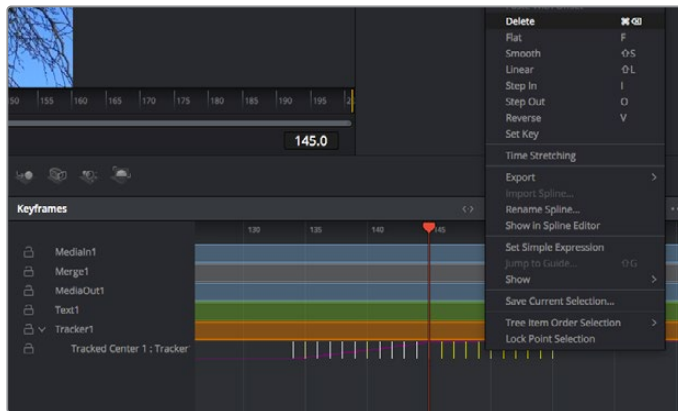 Delete ⌘⌫
Flat F
Smooth ⇧S
Linear ⇧L
Step In I
Step Out O
Reverse V
Set Key
Time Stretching
Export >
Import Spline...
Rename Spline...
Show in Spline Editor
Set Simple Expression
Jump to Guide... ⇧G
Show >
Save Current Selection...
Tree Item Order Selection >
Lock Point Selection
50 155 160 165 170 175 180 185 190 195
145.0
Keyframes
130 135 140 145
MediaIn1
Merge1
MediaOut1
Text1
Tracker1
Tracked Center 1 : Tracker